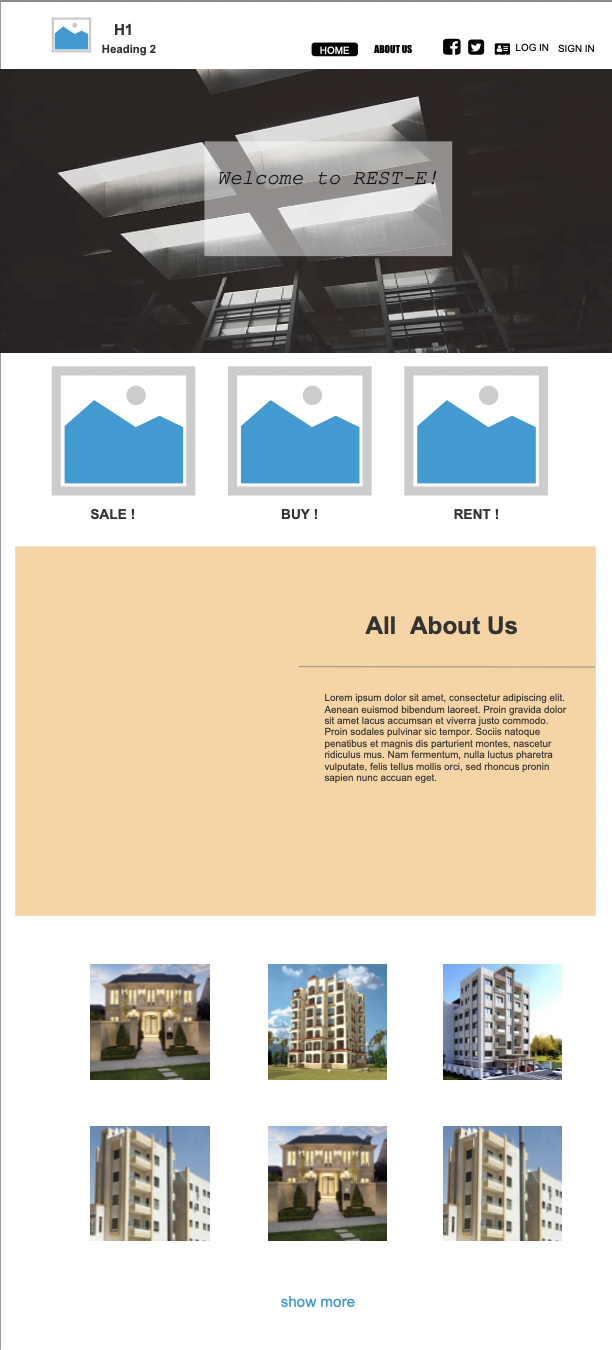 H1
Heading 2
HOME
ABOUT US
LOG IN
SIGN IN
Welcome to REST-E!
SALE !
BUY !
RENT !
All About Us
Lorem ipsum dolor sit amet, consectetur adipiscing elit.
Aenean euismod bibendum laoreet. Proin gravida dolor
sit amet lacus accumsan et viverra justo commodo.
Proin sodales pulvinar sic tempor. Sociis natoque
penatibus et magnis dis parturient montes, nascetur
ridiculus mus. Nam fermentum, nulla luctus pharetra
vulputate, felis tellus mollis orci, sed rhoncus pronin
sapien nunc accuan eget.
show more